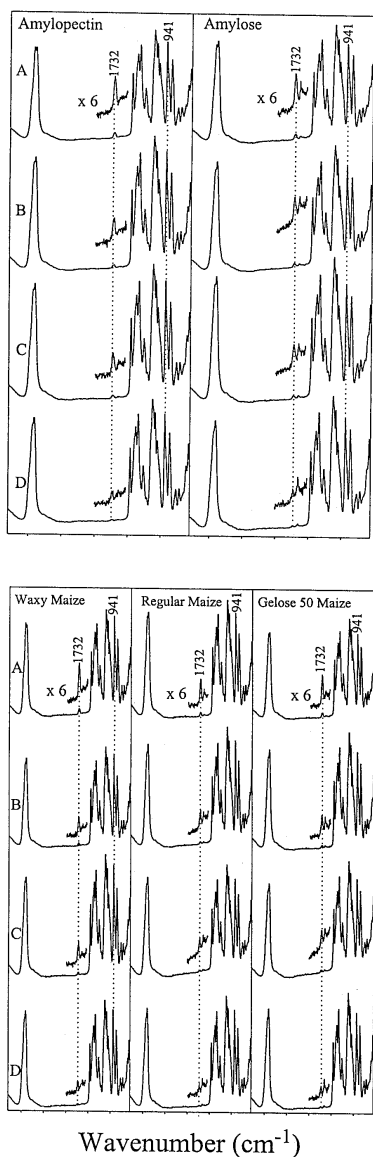 Amylopectin
Amylose
A
1732
941
x 6
1732
941
x 6
B
C
D
Waxy Maize
Regular Maize
Gelose 50 Maize
A
1732
941
x 6
1732
941
x 6
1732
941
x 6
B
C
D
Wavenumber (cm-1)